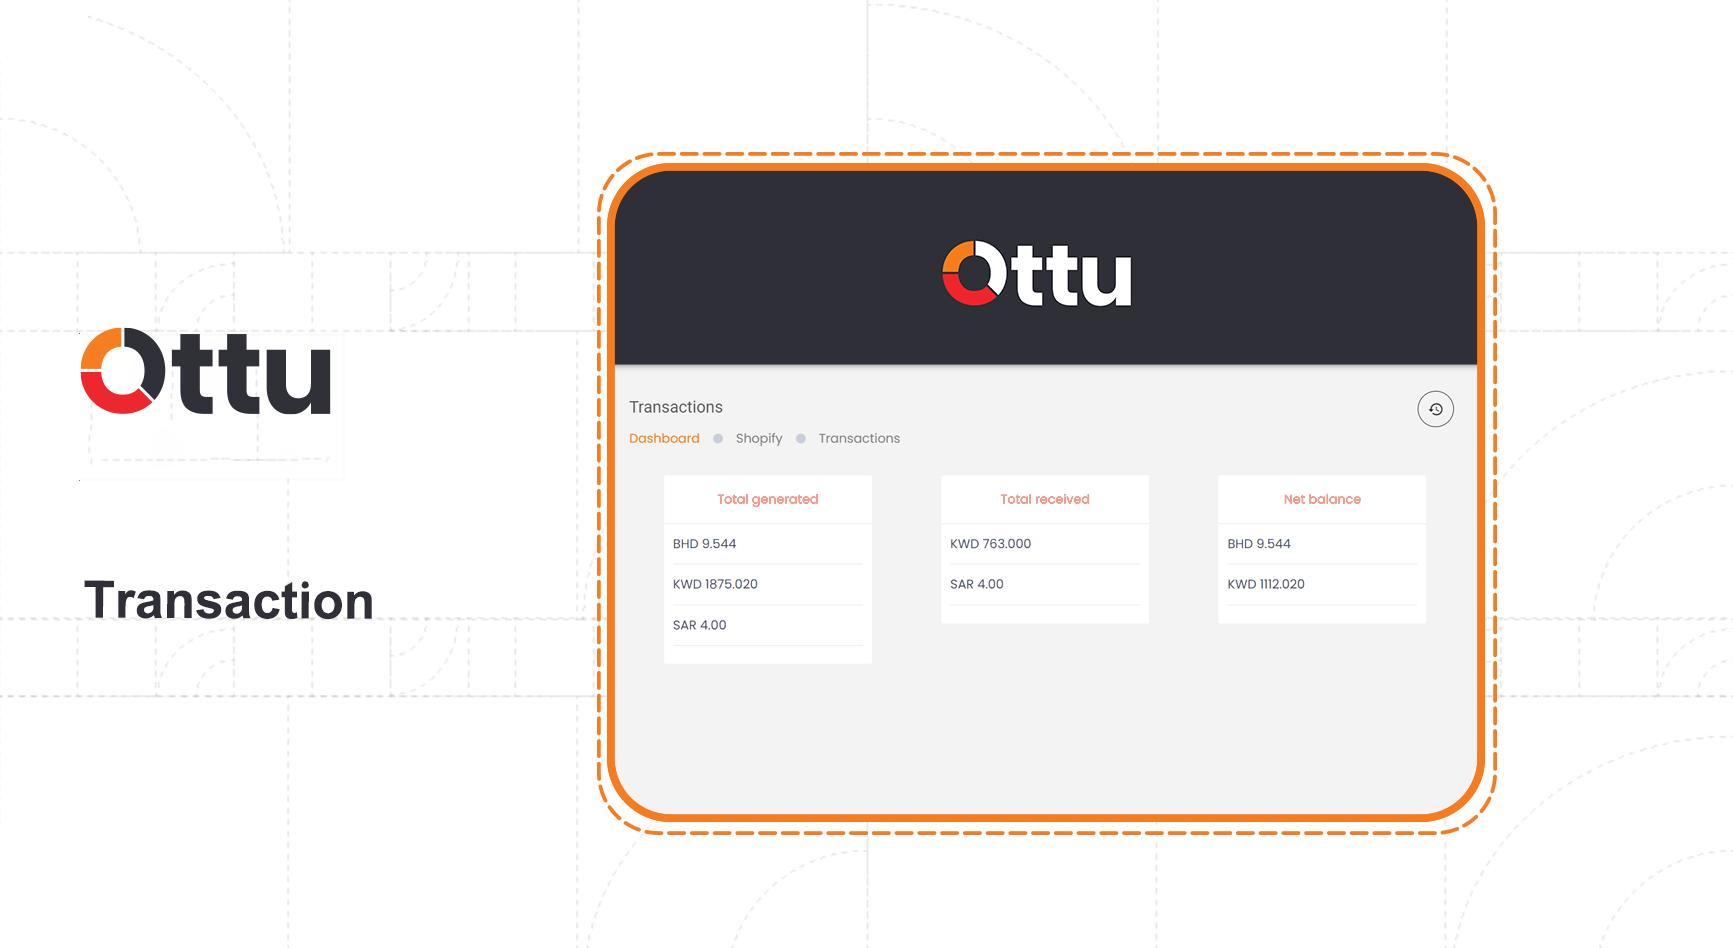 Ottu
Transaction
Ottu
Transactions
Dashboard Shopify Transactions
Total generated
BHD 9.544
KWD 1875.020
SAR 4.00
Total received
KWD 763.000
SAR 4.00
Net balance
BHD 9.544
KWD 1112.020